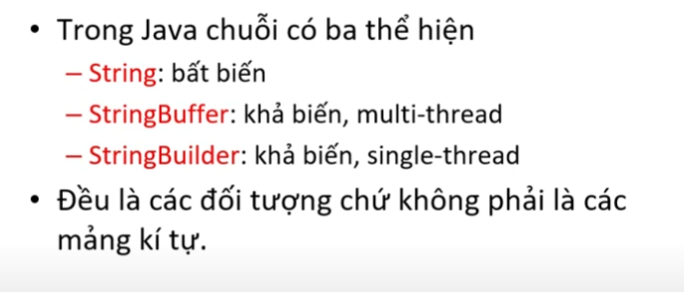 • Trong Java chuỗi có ba thể hiện
– String: bất biến
– StringBuffer: khả biến, multi-thread
– StringBuilder: khả biến, single-thread
• Đều là các đối tượng chứ không phải là các
mảng kí tự.